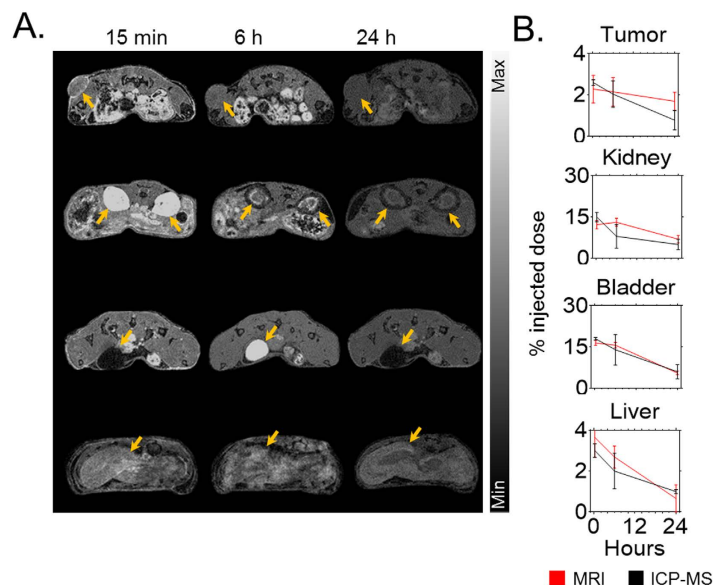 A.
15 min 6 h 24 h
Max
Min
B.
Tumor
4
2
0
Kidney
30
15
0
Bladder
30
15
0
Liver
4
2
0
0 12 24
Hours
% injected dose
MRI ICP-MS